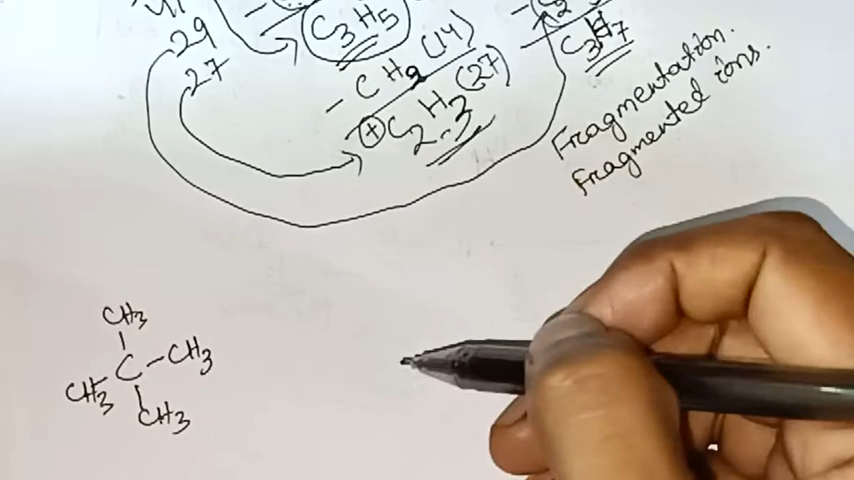 29
27
C3H5
C3H7
- CH2(14)
+ C2H3(27)
Fragmentation.
Fragmented ions.
CH3
C - CH3
CH3
CH3